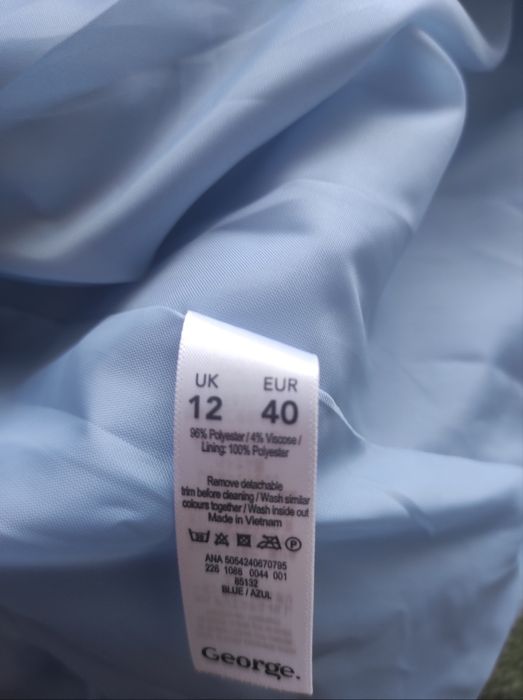 UK EUR
12 40
96% Polyester / 4% Viscose /
Lining: 100% Polyester
Remove detachable
trim before cleaning / Wash similar
colours together / Wash inside out
Made in Vietnam
P
ANA 5054240670795
226 1086 0044 001
85132
BLUE / AZUL
George.